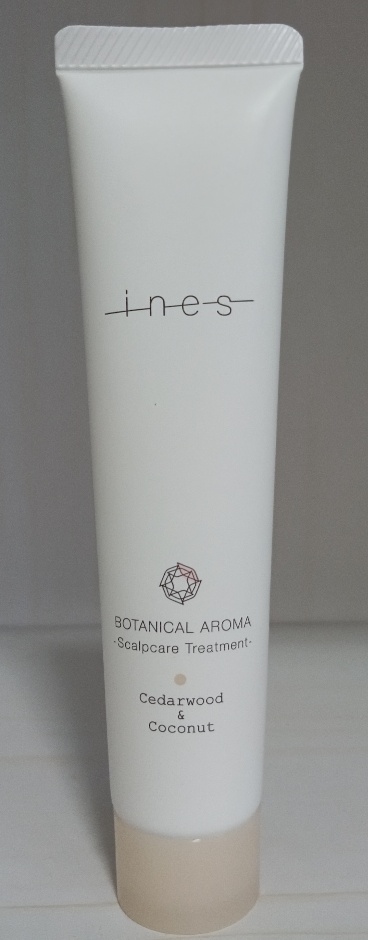 ines
BOTANICAL AROMA
-Scalpcare Treatment-
Cedarwood
&
Coconut